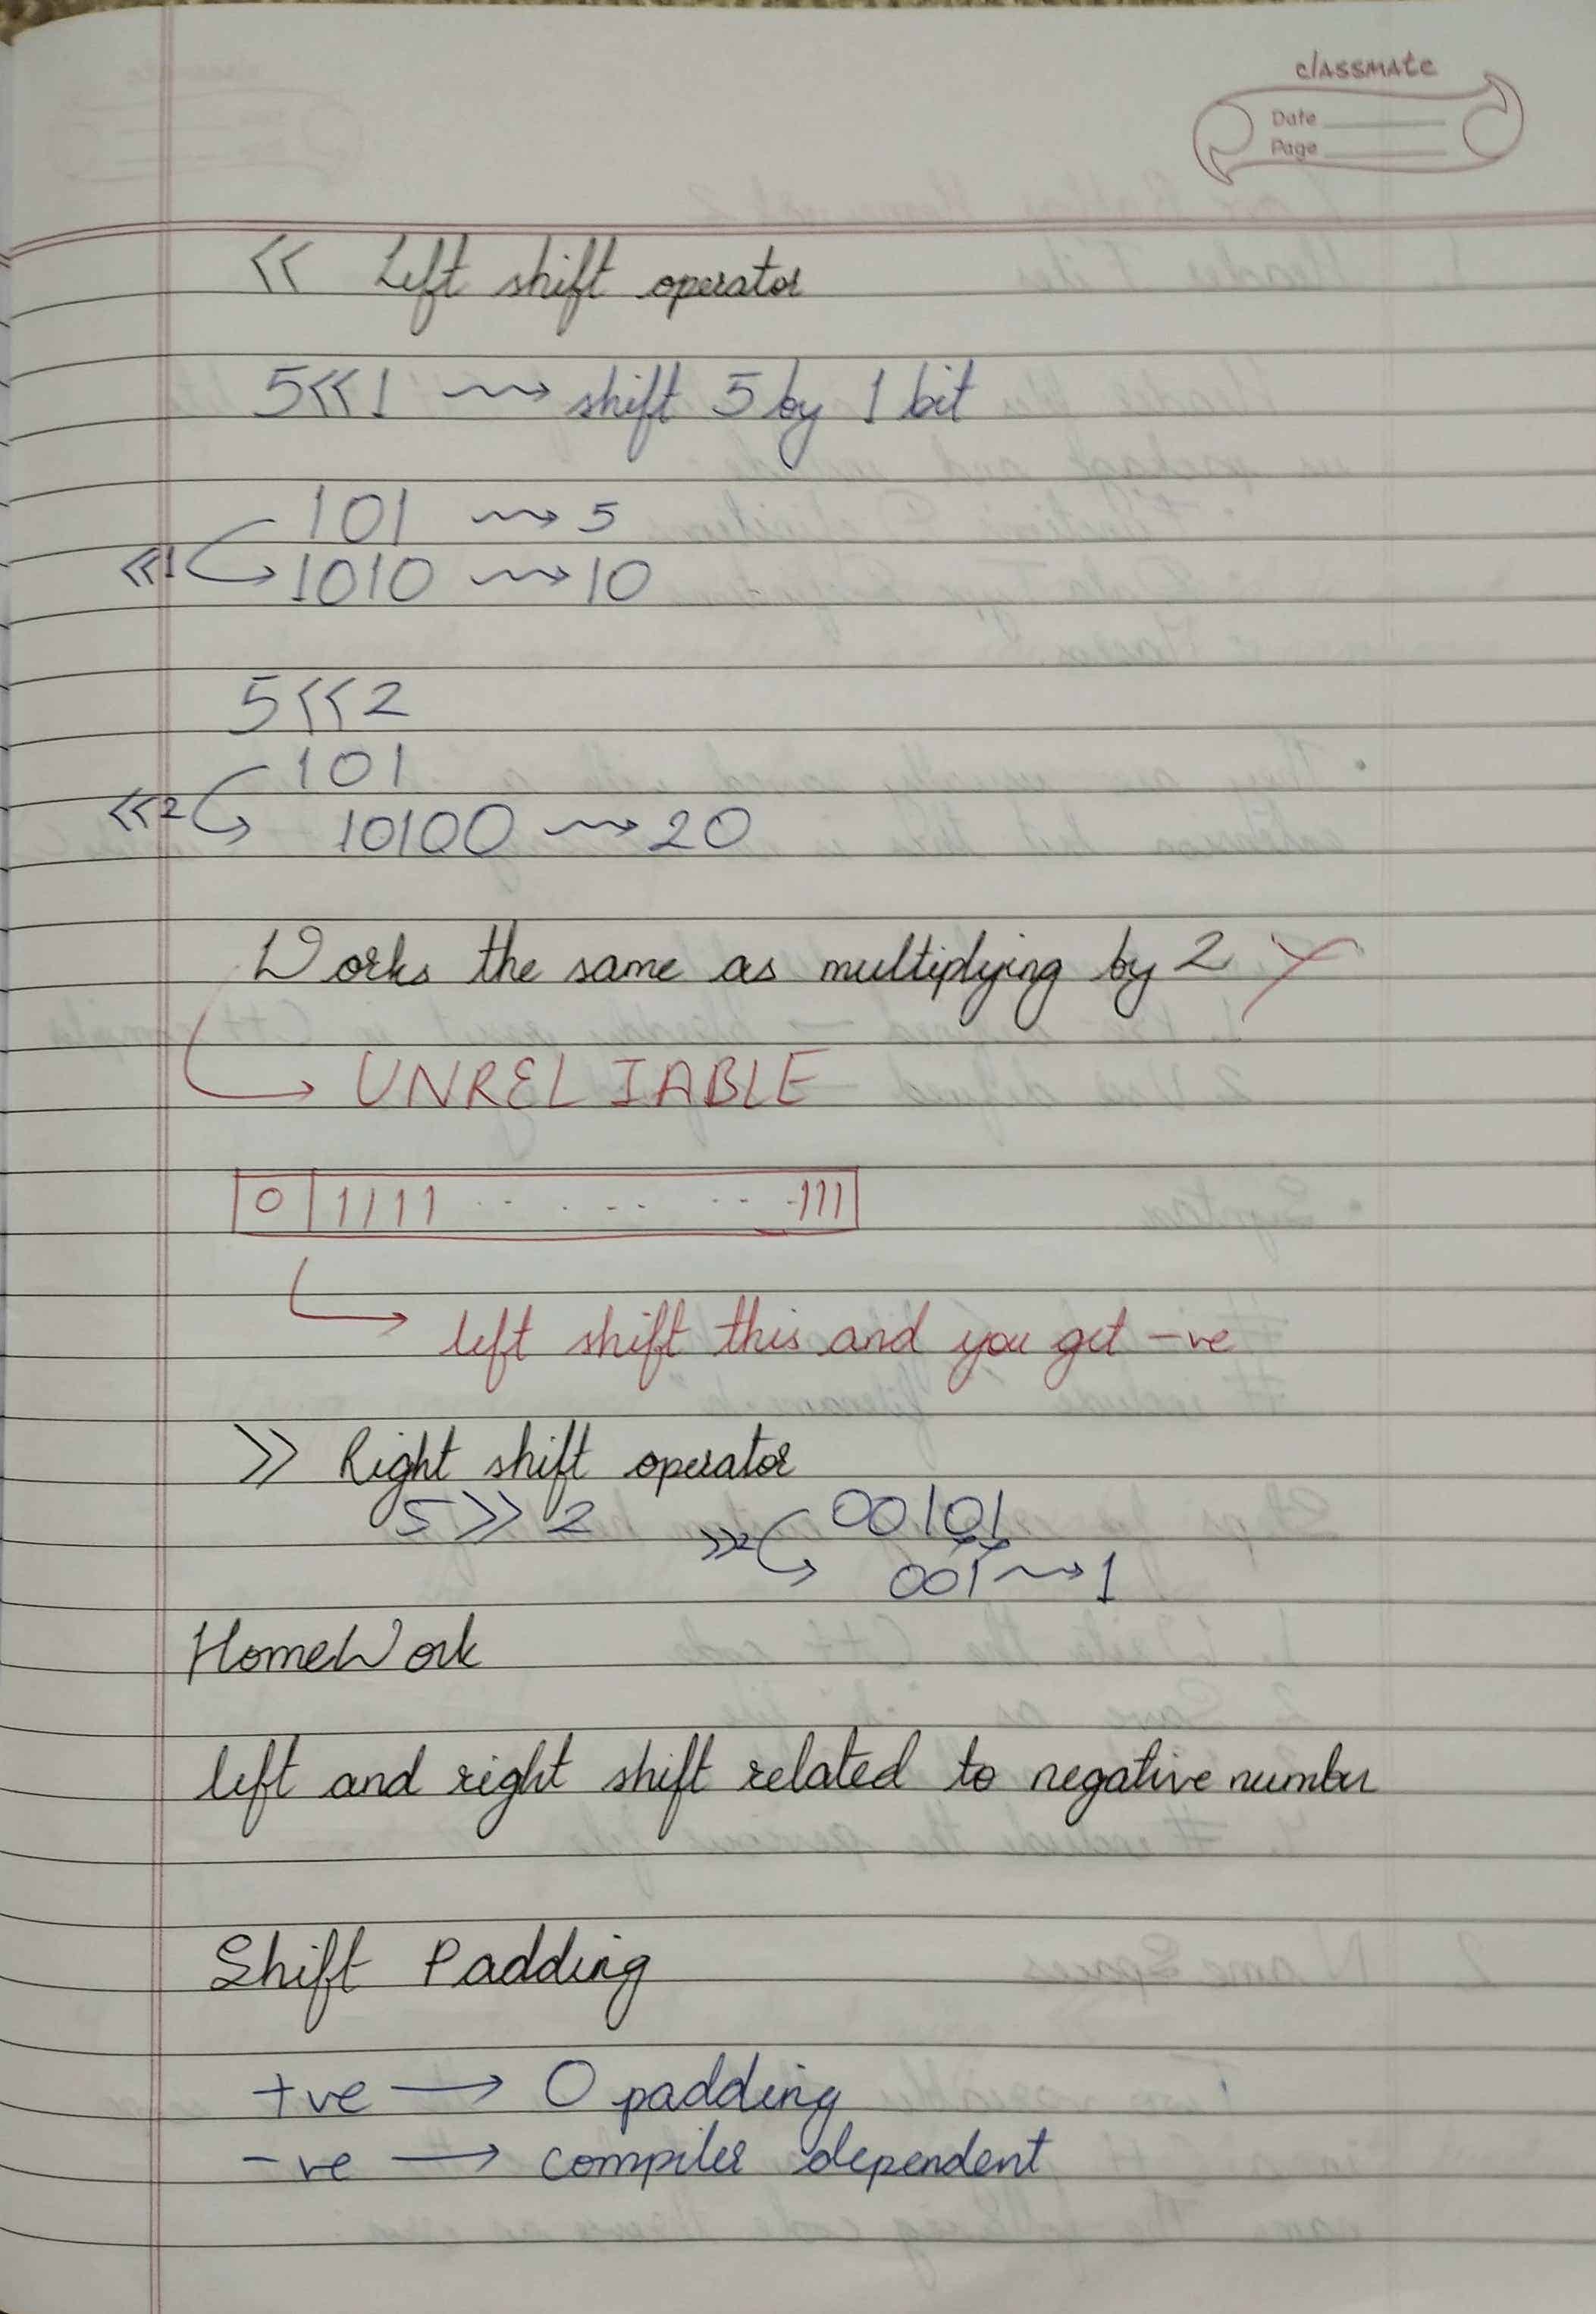 classmate
Date
Page
<< Left shift operator
5<<1 ⇝ shift 5 by 1 bit
101 ⇝ 5
<<1 1010 ⇝ 10
5<<2
101
<<2 10100 ⇝ 20
Works the same as multiplying by 2 ✗
→ UNRELIABLE
0 | 1111 - - . - - - - - 111
→ left shift this and you get -ve
>> Right shift operator
5>>2 >>2 00101
001 ⇝ 1
HomeWork
left and right shift related to negative number
Shift Padding
+ve → 0 padding
-ve → compiler dependent